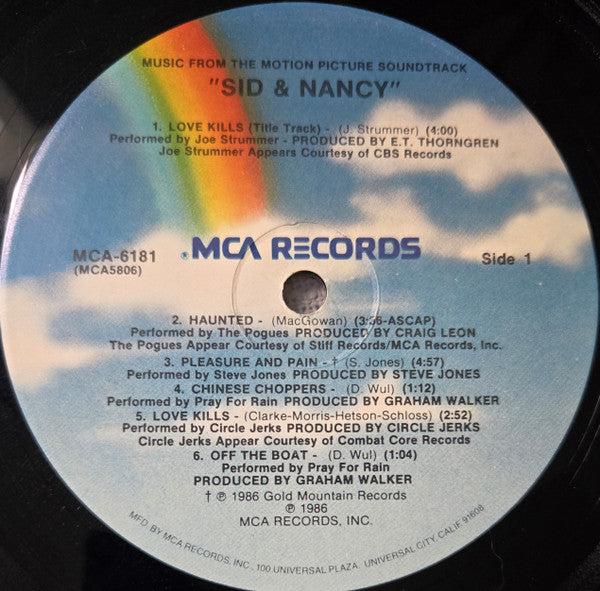 MUSIC FROM THE MOTION PICTURE SOUNDTRACK
"SID & NANCY"
1. LOVE KILLS (Title Track) - (J. Strummer) (4:00)
Performed by Joe Strummer - PRODUCED BY E.T. THORNGREN
Joe Strummer Appears Courtesy of CBS Records
MCA-6181
(MCA5806)
® MCA RECORDS
Side 1
2. HAUNTED - (MacGowan) (3:36-ASCAP)
Performed by The Pogues PRODUCED BY CRAIG LEON
The Pogues Appear Courtesy of Stiff Records/MCA Records, Inc.
3. PLEASURE AND PAIN - † (S. Jones) (4:57)
Performed by Steve Jones PRODUCED BY STEVE JONES
4. CHINESE CHOPPERS - (D. Wul) (1:12)
Performed by Pray For Rain PRODUCED BY GRAHAM WALKER
5. LOVE KILLS - (Clarke-Morris-Hetson-Schloss) (2:52)
Performed by Circle Jerks PRODUCED BY CIRCLE JERKS
Circle Jerks Appear Courtesy of Combat Core Records
6. OFF THE BOAT - (D. Wul) (1:04)
Performed by Pray For Rain
PRODUCED BY GRAHAM WALKER
† ℗ 1986 Gold Mountain Records
℗ 1986
MCA RECORDS, INC.
MFD. BY MCA RECORDS, INC., 100 UNIVERSAL PLAZA, UNIVERSAL CITY, CALIF. 91608